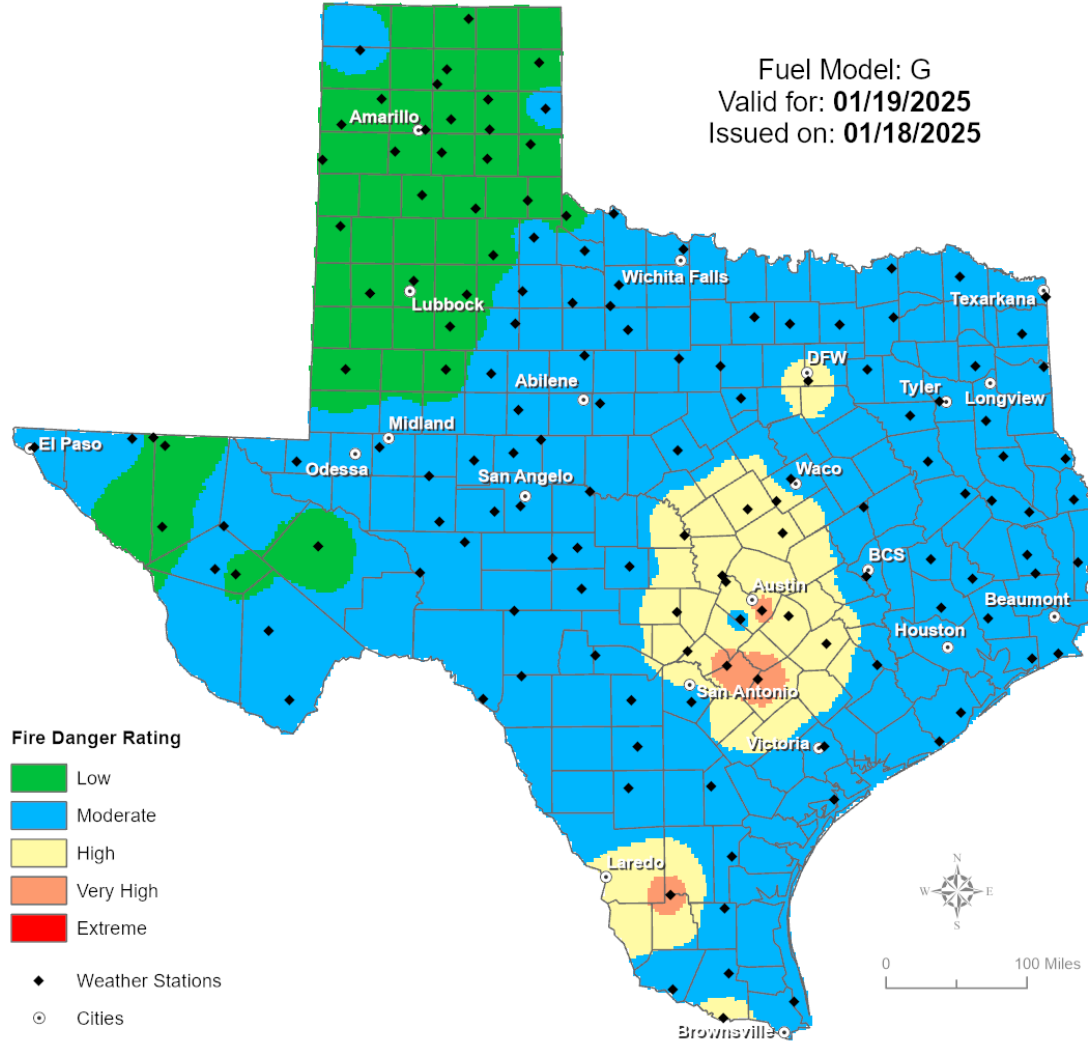 Fuel Model: G
Valid for: 01/19/2025
Issued on: 01/18/2025
Amarillo
Wichita Falls
Lubbock
Texarkana
DFW
Abilene
Tyler
Longview
Midland
El Paso
Odessa
Waco
San Angelo
BCS
Austin
Beaumont
Houston
San Antonio
Victoria
Laredo
Brownsville
Fire Danger Rating
Low
Moderate
High
Very High
Extreme
Weather Stations
Cities
N
W E
S
0 100 Miles